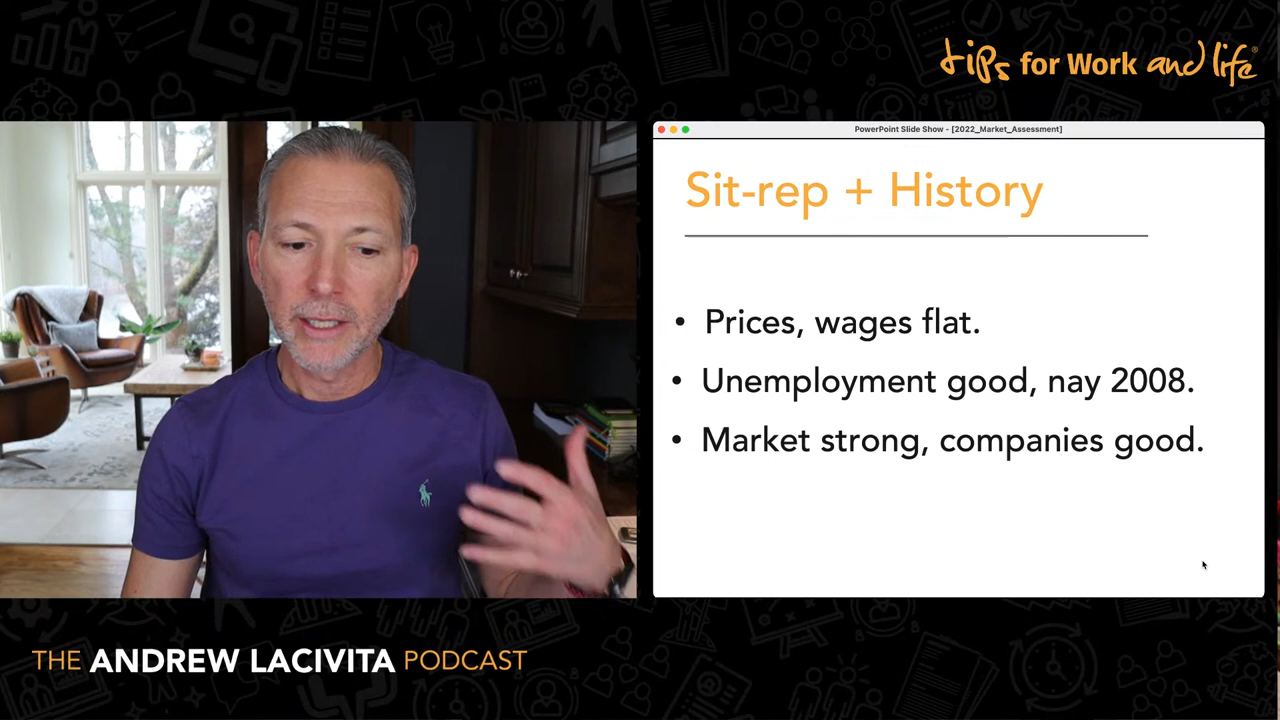 tips for Work and life®
PowerPoint Slide Show - [2022_Market_Assessment]
Sit-rep + History
• Prices, wages flat.
• Unemployment good, nay 2008.
• Market strong, companies good.
THE ANDREW LACIVITA PODCAST